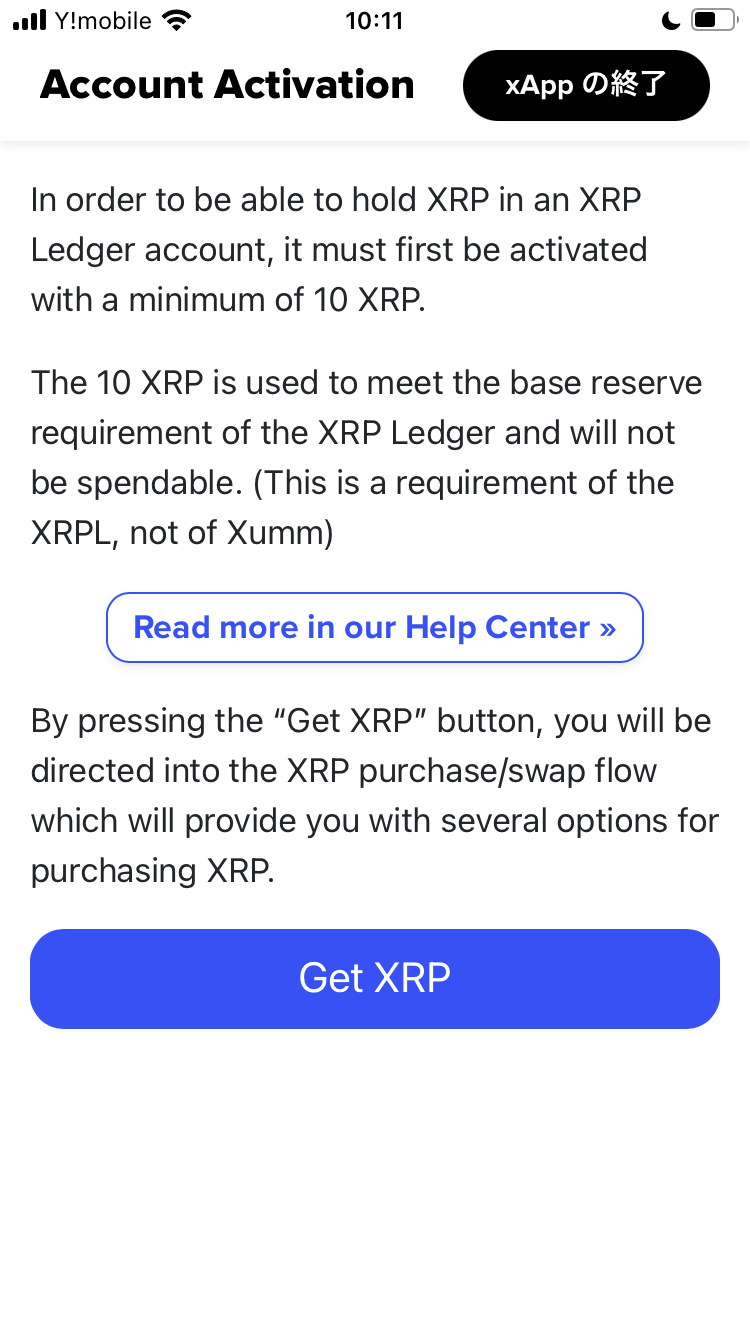 Y!mobile 10:11
Account Activation xApp の終了
In order to be able to hold XRP in an XRP
Ledger account, it must first be activated
with a minimum of 10 XRP.
The 10 XRP is used to meet the base reserve
requirement of the XRP Ledger and will not
be spendable. (This is a requirement of the
XRPL, not of Xumm)
Read more in our Help Center »
By pressing the “Get XRP” button, you will be
directed into the XRP purchase/swap flow
which will provide you with several options for
purchasing XRP.
Get XRP